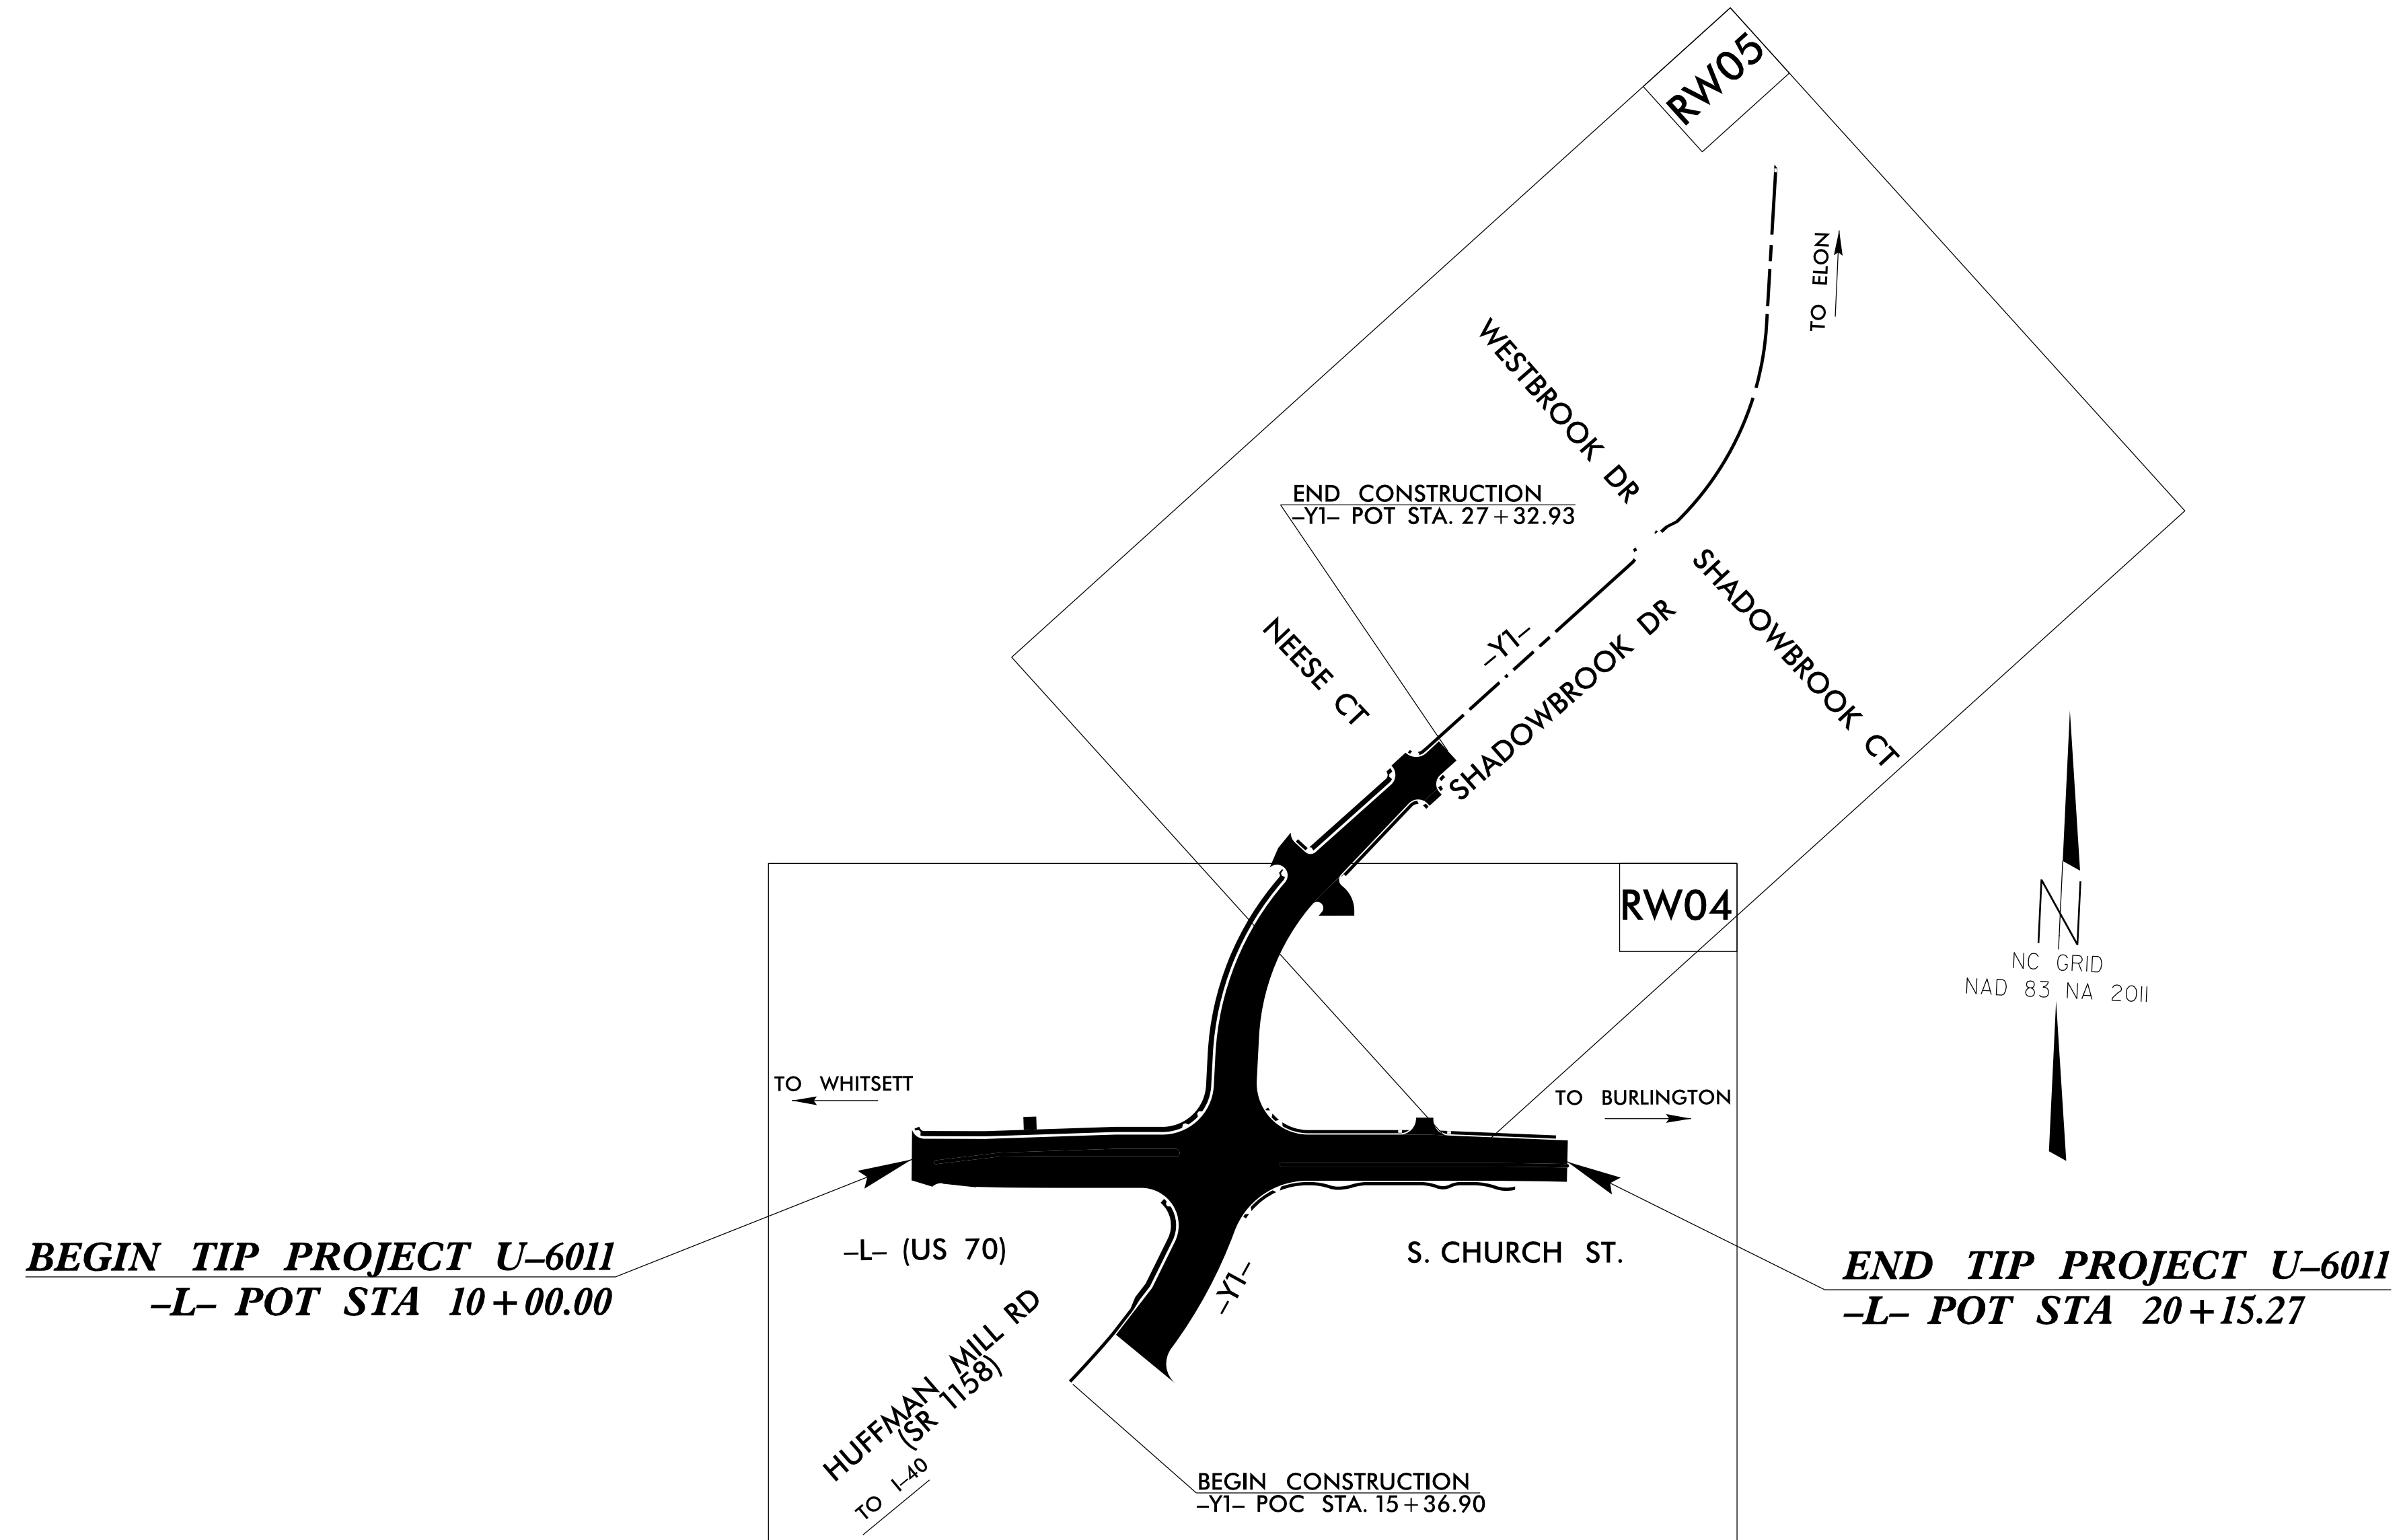 RW05
TO ELON
WESTBROOK DR
END CONSTRUCTION
–Y1– POT STA. 27+32.93
SHADOWBROOK CT
–Y1–
SHADOWBROOK DR
NEESE CT
RW04
N
NC GRID
NAD 83 NA 2011
TO WHITSETT
TO BURLINGTON
BEGIN TIP PROJECT U–6011
–L– POT STA 10+00.00
–L– (US 70)
S. CHURCH ST.
END TIP PROJECT U–6011
–L– POT STA 20+15.27
–Y1–
HUFFMAN MILL RD
(SR 1158)
TO I–40
BEGIN CONSTRUCTION
–Y1– POC STA. 15+36.90